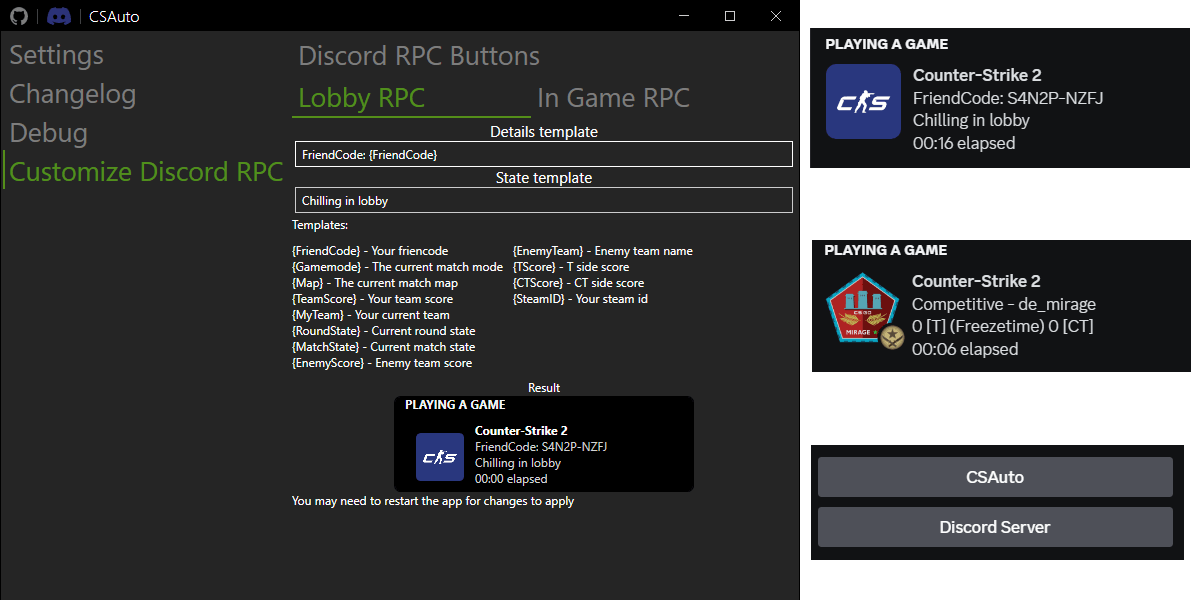 CSAuto
Settings
Changelog
Debug
Customize Discord RPC
Discord RPC Buttons
Lobby RPC
In Game RPC
Details template
FriendCode: {FriendCode}
State template
Chilling in lobby
Templates:
{FriendCode} - Your friencode
{Gamemode} - The current match mode
{Map} - The current match map
{TeamScore} - Your team score
{MyTeam} - Your current team
{RoundState} - Current round state
{MatchState} - Current match state
{EnemyScore} - Enemy team score
{EnemyTeam} - Enemy team name
{TScore} - T side score
{CTScore} - CT side score
{SteamID} - Your steam id
Result
PLAYING A GAME
CS
Counter-Strike 2
FriendCode: S4N2P-NZFJ
Chilling in lobby
00:00 elapsed
You may need to restart the app for changes to apply
PLAYING A GAME
CS
Counter-Strike 2
FriendCode: S4N2P-NZFJ
Chilling in lobby
00:16 elapsed
PLAYING A GAME
CS:GO
MIRAGE
Counter-Strike 2
Competitive - de_mirage
0 [T] (Freezetime) 0 [CT]
00:06 elapsed
CSAuto
Discord Server